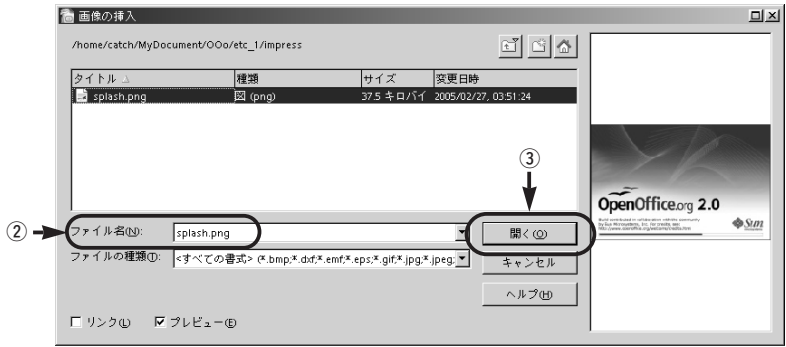 画像の挿入
/home/catch/MyDocument/OOo/etc_1/impress
タイトル 種類 サイズ 変更日時
splash.png (png) 37.5 キロバイ 2005/02/27, 03:51:24
③
OpenOffice.org 2.0
Sun
② ファイル名(N): splash.png 開く(O)
ファイルの種類(T): <すべての書式> (*.bmp;*.dxf;*.emf;*.eps;*.gif;*.jpg;*.jpeg; キャンセル
ヘルプ(H)
リンク(L) プレビュー(E)